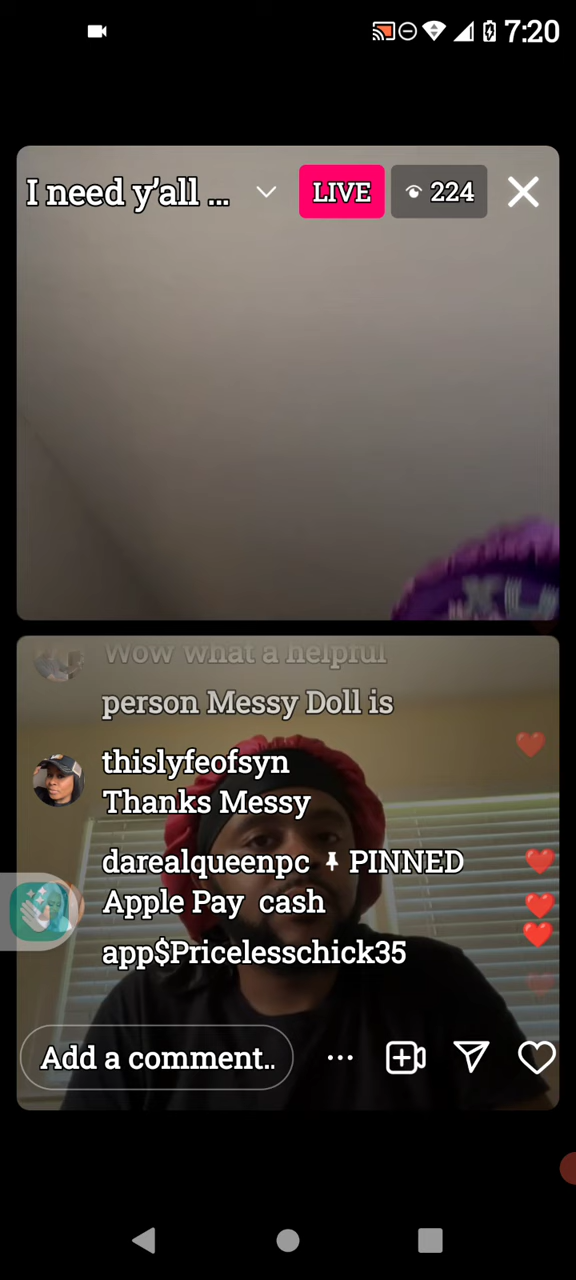 7:20
I need y'all ...
LIVE
224
Wow what a helpful
person Messy Doll is
thislyfeofsyn
Thanks Messy
darealqueenpc PINNED
Apple Pay cash
app$Pricelesschick35
Add a comment..